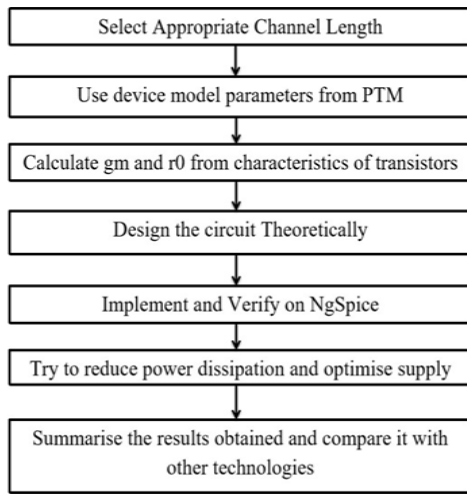 Select Appropriate Channel Length
Use device model parameters from PTM
Calculate gm and r0 from characteristics of transistors
Design the circuit Theoretically
Implement and Verify on NgSpice
Try to reduce power dissipation and optimise supply
Summarise the results obtained and compare it with
other technologies